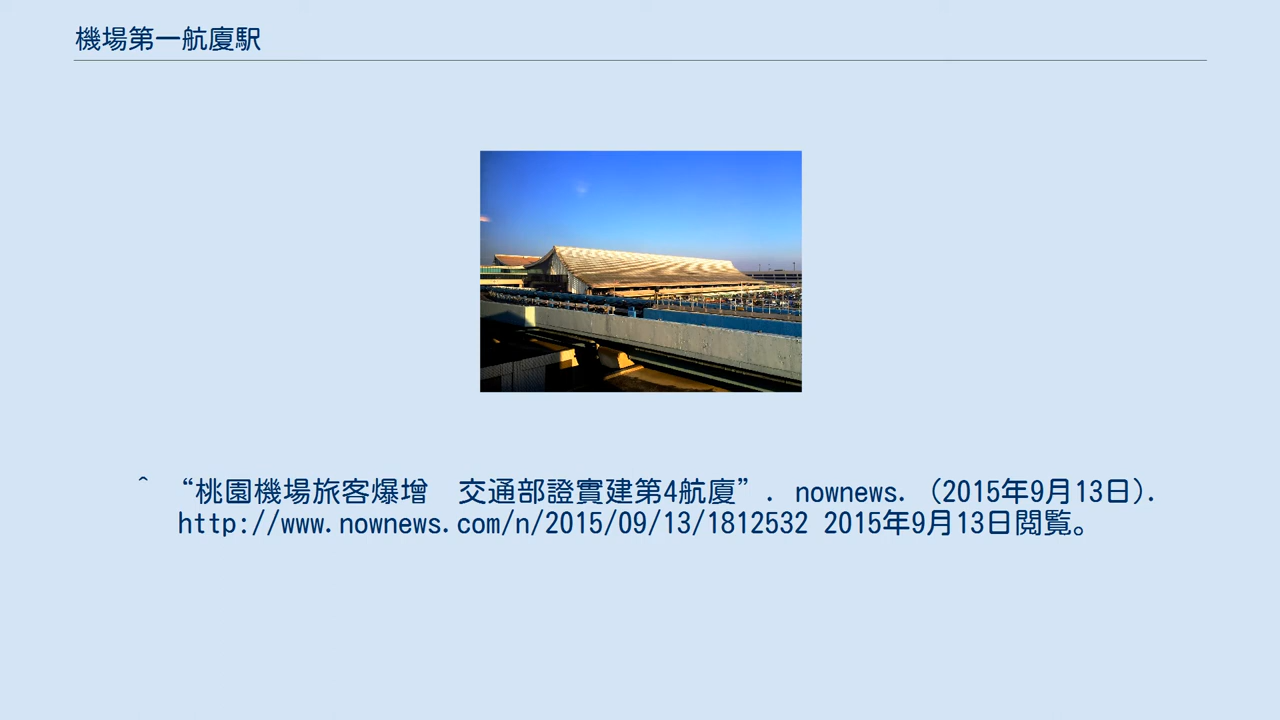 機場第一航廈駅
^ “桃園機場旅客爆增　交通部證實建第4航廈”. nownews. (2015年9月13日).
http://www.nownews.com/n/2015/09/13/1812532 2015年9月13日閲覧。